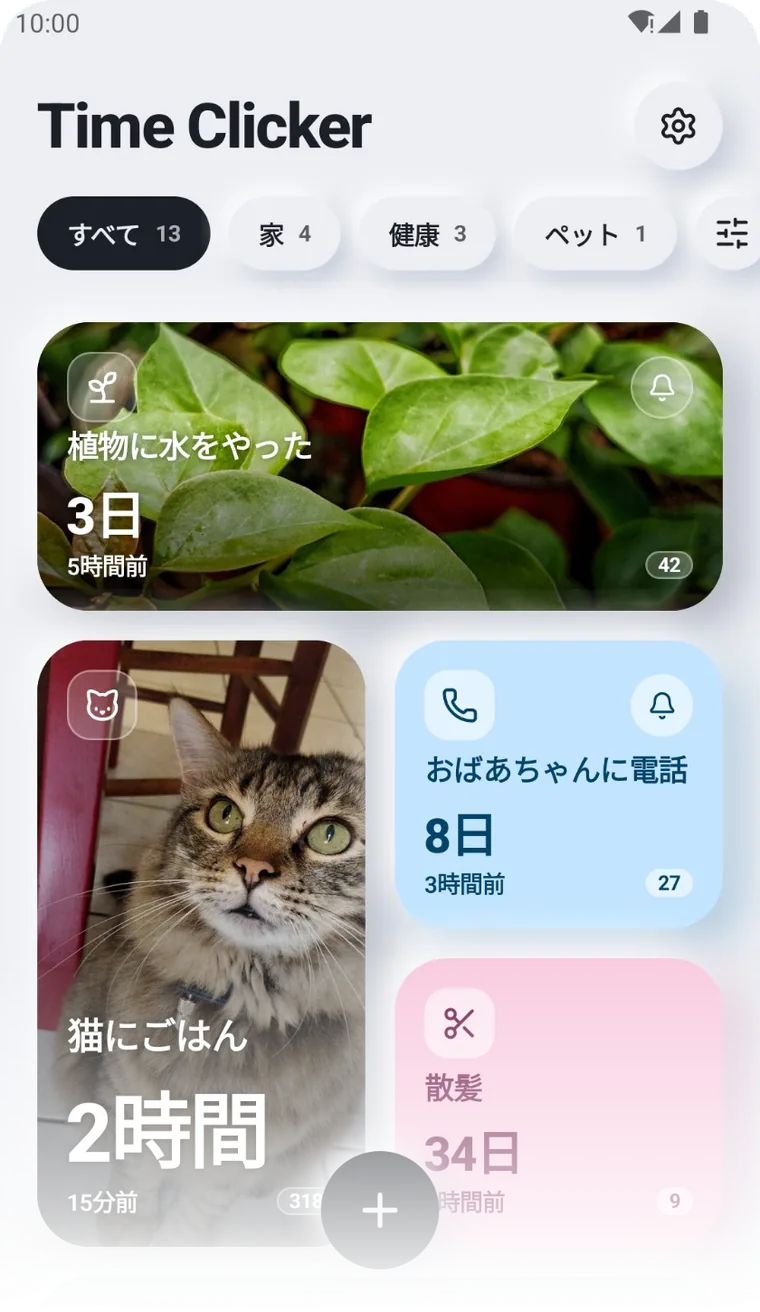 10:00
Time Clicker
すべて 13 家 4 健康 3 ペット 1
植物に水をやった
3日
5時間前 42
おばあちゃんに電話
8日
3時間前 27
猫にごはん
2時間
15分前 318
散髪
34日
時間前 9